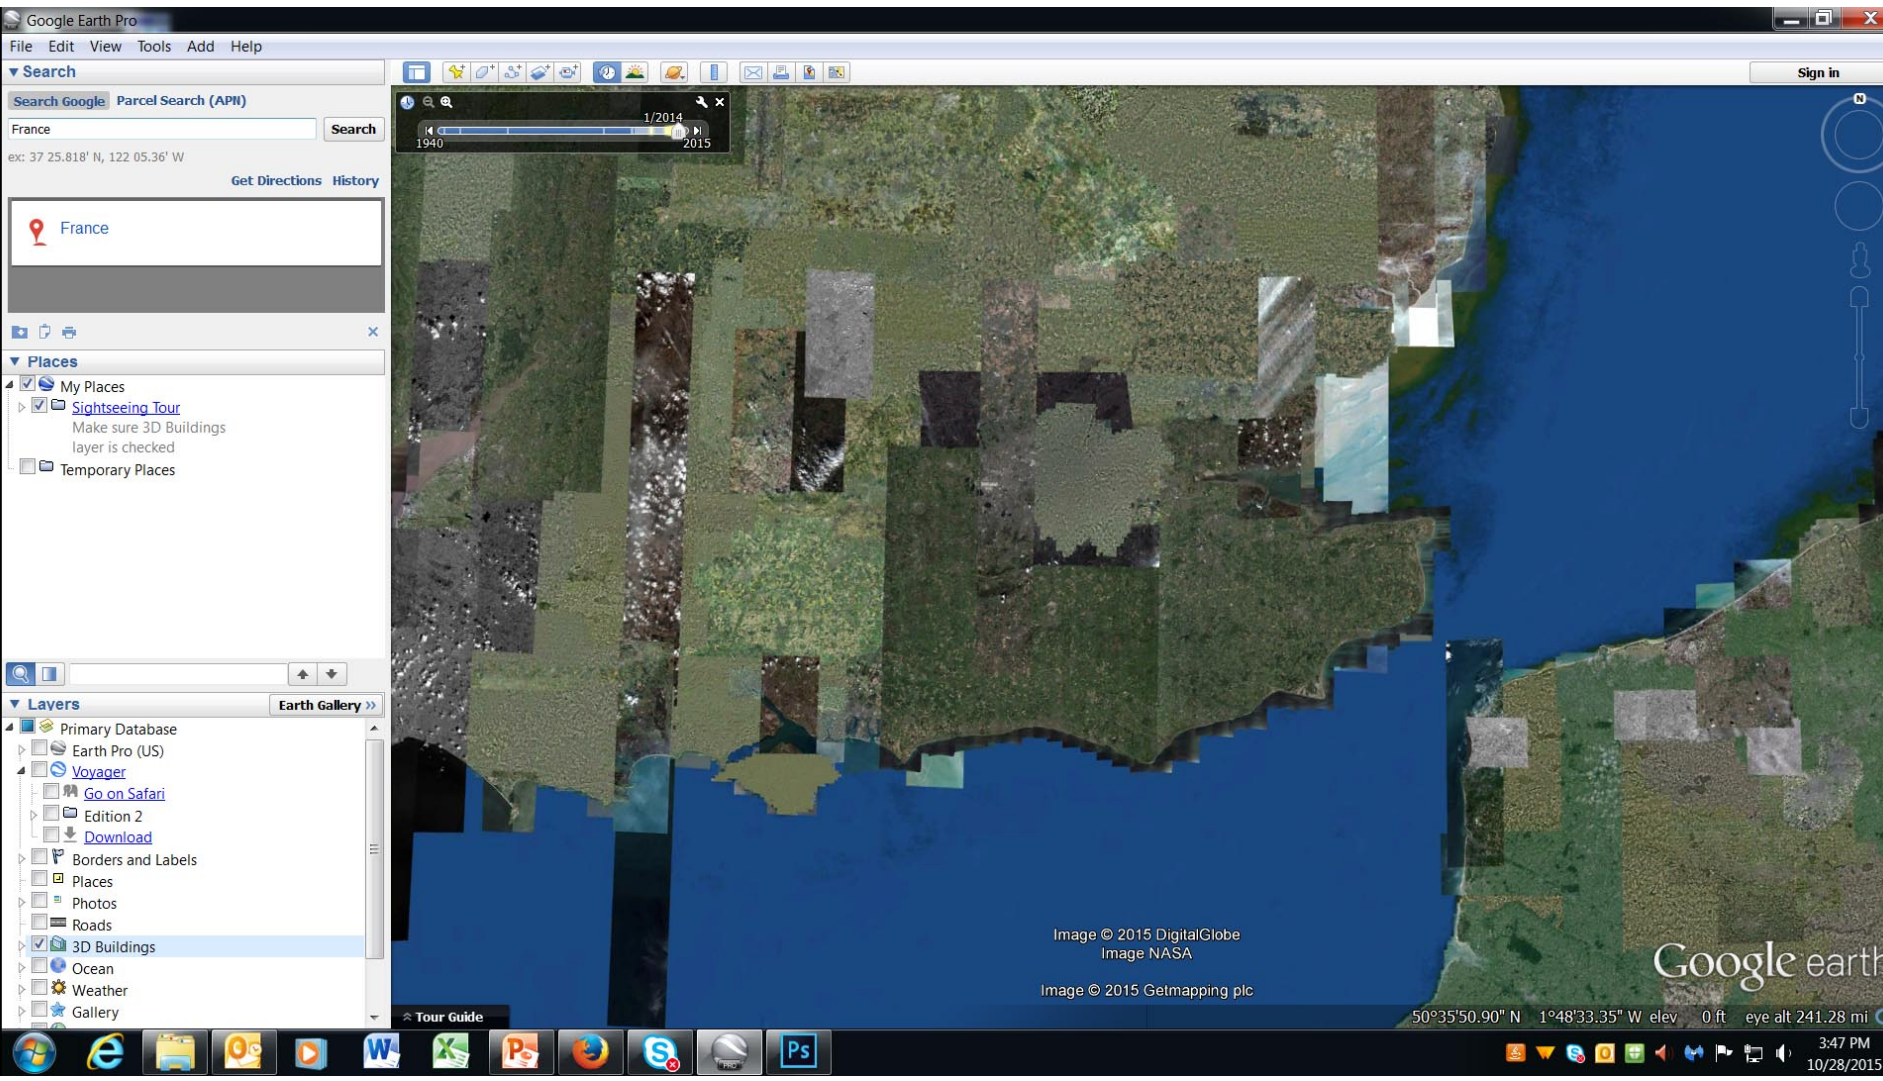 Google Earth Pro
File Edit View Tools Add Help
Search
Sign in
Search Google Parcel Search (APN)
France
Search
ex: 37 25.818' N, 122 05.36' W
Get Directions History
France
1/2014
1940 2015
N
Places
My Places
Sightseeing Tour
Make sure 3D Buildings
layer is checked
Temporary Places
Layers
Earth Gallery >>
Primary Database
Earth Pro (US)
Voyager
Go on Safari
Edition 2
Download
Borders and Labels
Places
Photos
Roads
3D Buildings
Ocean
Weather
Gallery
Image © 2015 DigitalGlobe
Image NASA
Image © 2015 Getmapping plc
Google earth
Tour Guide
50°35'50.90" N 1°48'33.35" W elev 0 ft eye alt 241.28 mi
PRO
Ps
3:47 PM
10/28/2015